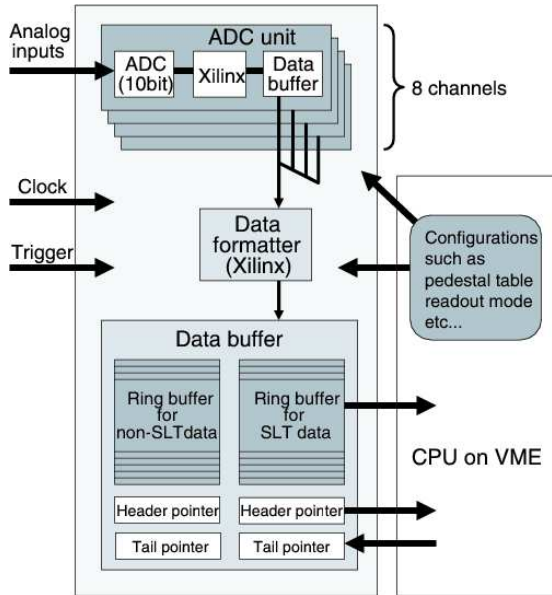 Analog
inputs
ADC unit
ADC
(10bit)
Xilinx
Data
buffer
8 channels
Clock
Trigger
Data
formatter
(Xilinx)
Configurations
such as
pedestal table
readout mode
etc...
Data buffer
Ring buffer
for
non-SLTdata
Ring buffer
for
SLT data
CPU on VME
Header pointer
Header pointer
Tail pointer
Tail pointer